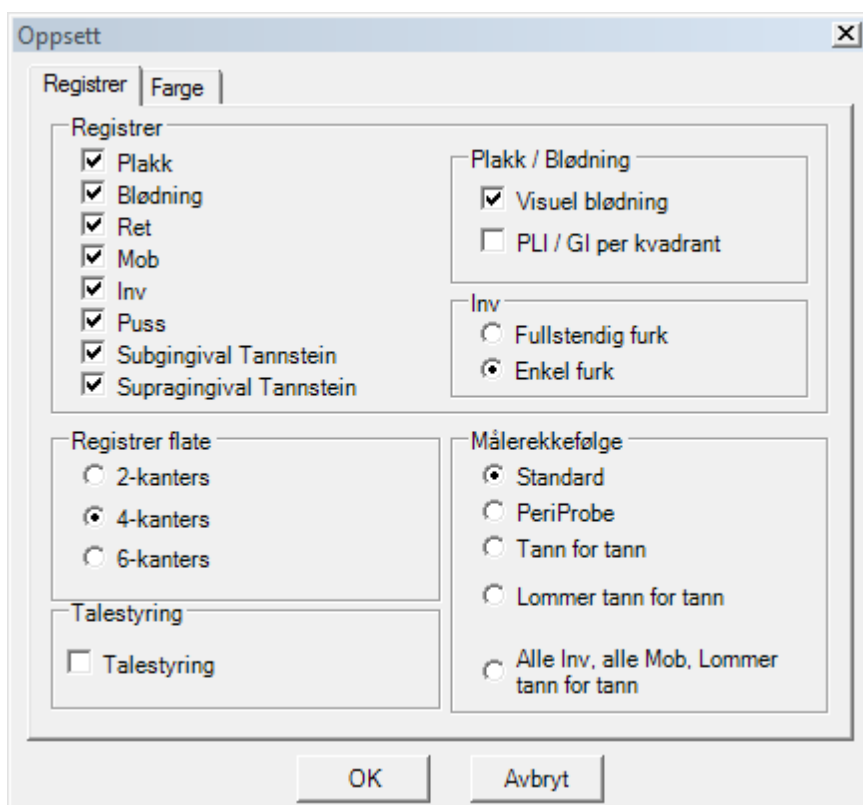 Oppsett
Registrer
Farge
Registrer
Plakk
Blødning
Ret
Mob
Inv
Puss
Subgingival Tannstein
Supragingival Tannstein
Plakk / Blødning
Visuel blødning
PLI / GI per kvadrant
Inv
Fullstendig furk
Enkel furk
Registrer flate
2-kanters
4-kanters
6-kanters
Talestyring
Talestyring
Målerekkefølge
Standard
PeriProbe
Tann for tann
Lommer tann for tann
Alle Inv, alle Mob, Lommer
tann for tann
OK
Avbryt